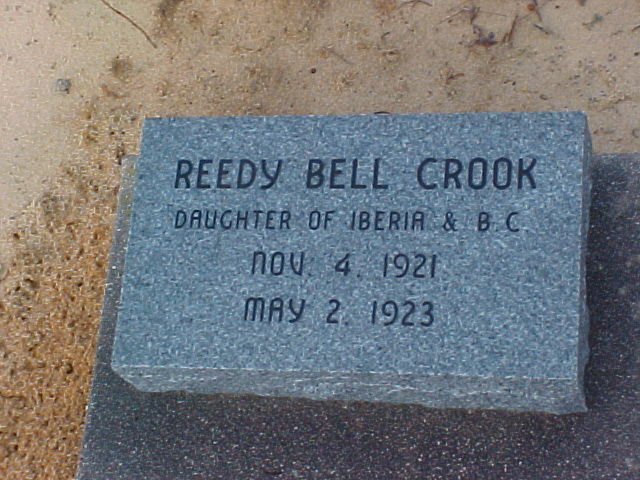 REEDY BELL CROOK
DAUGHTER OF IBERIA & B.C.
NOV. 4, 1921
MAY 2, 1923